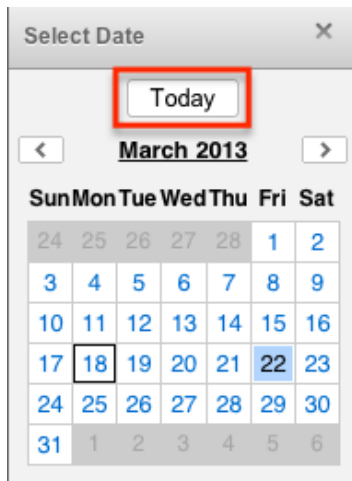 Select Date ×
Today
< March 2013 >
Sun Mon Tue Wed Thu Fri Sat
24 25 26 27 28 1 2
3 4 5 6 7 8 9
10 11 12 13 14 15 16
17 18 19 20 21 22 23
24 25 26 27 28 29 30
31 1 2 3 4 5 6